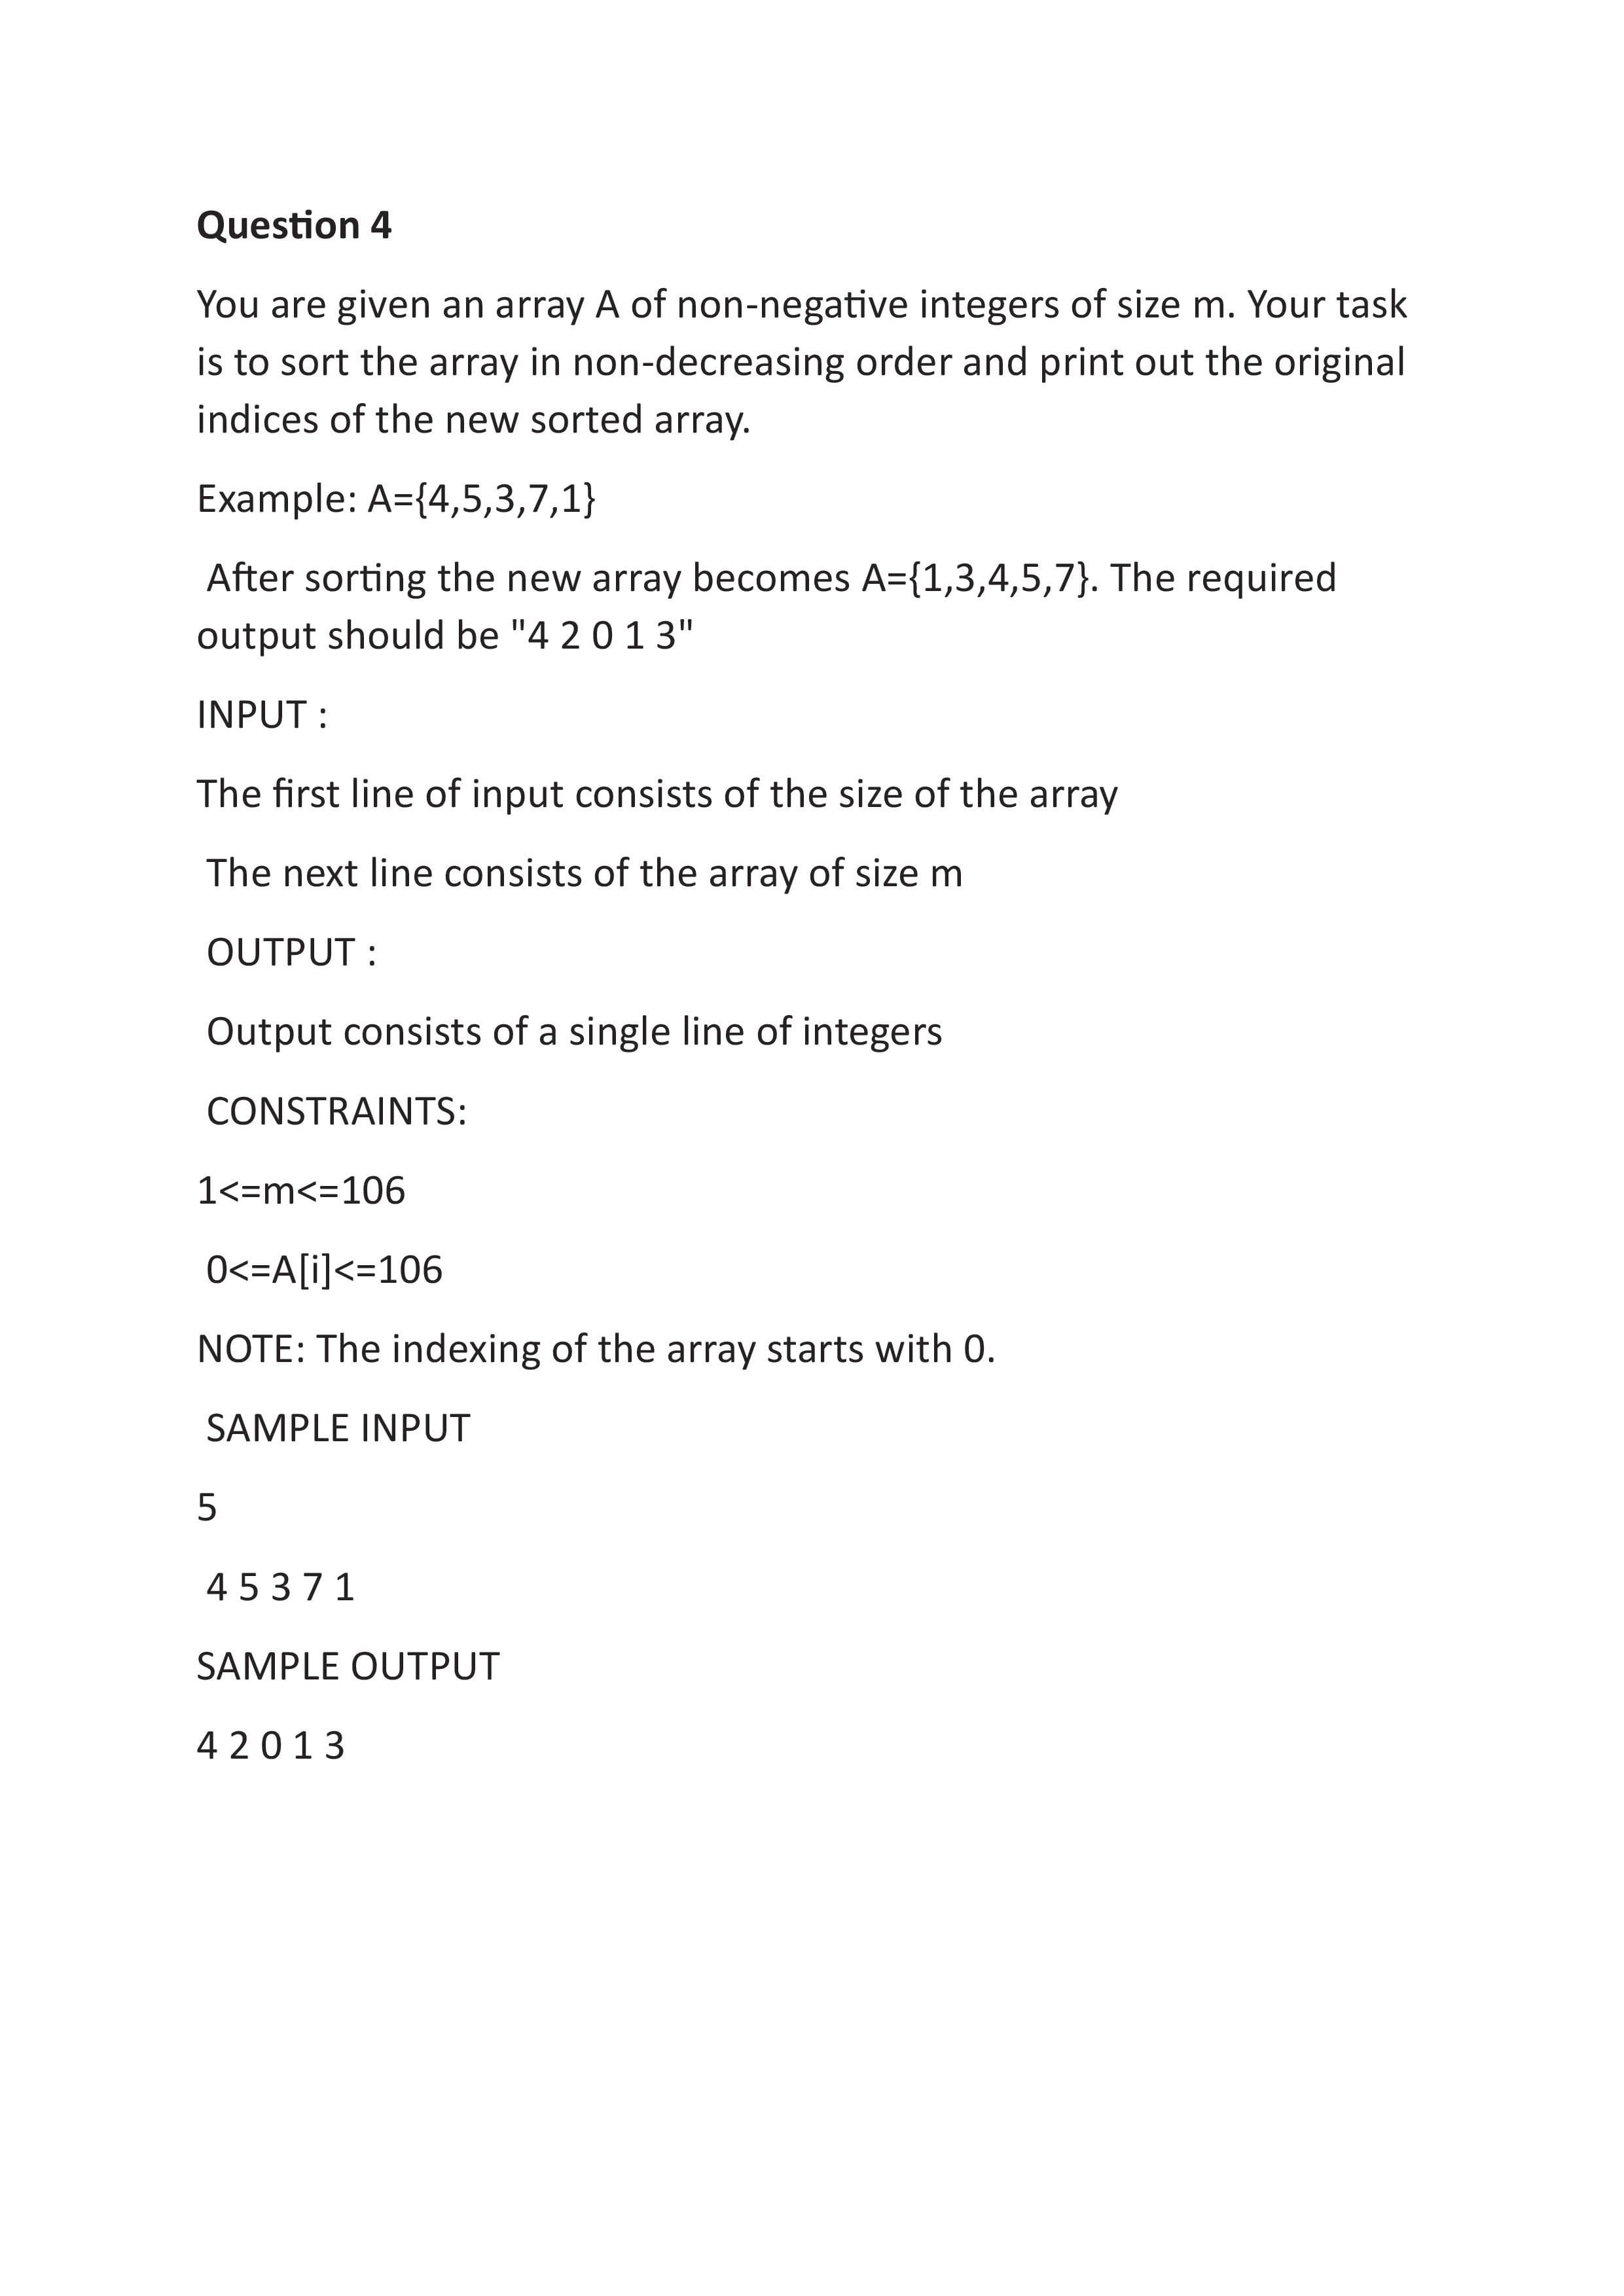 Question 4
You are given an array A of non-negative integers of size m. Your task
is to sort the array in non-decreasing order and print out the original
indices of the new sorted array.
Example: A={4,5,3,7,1}
After sorting the new array becomes A={1,3,4,5,7}. The required
output should be "4 2 0 1 3"
INPUT :
The first line of input consists of the size of the array
The next line consists of the array of size m
OUTPUT :
Output consists of a single line of integers
CONSTRAINTS:
1<=m<=106
0<=A[i]<=106
NOTE: The indexing of the array starts with 0.
SAMPLE INPUT
5
4 5 3 7 1
SAMPLE OUTPUT
4 2 0 1 3